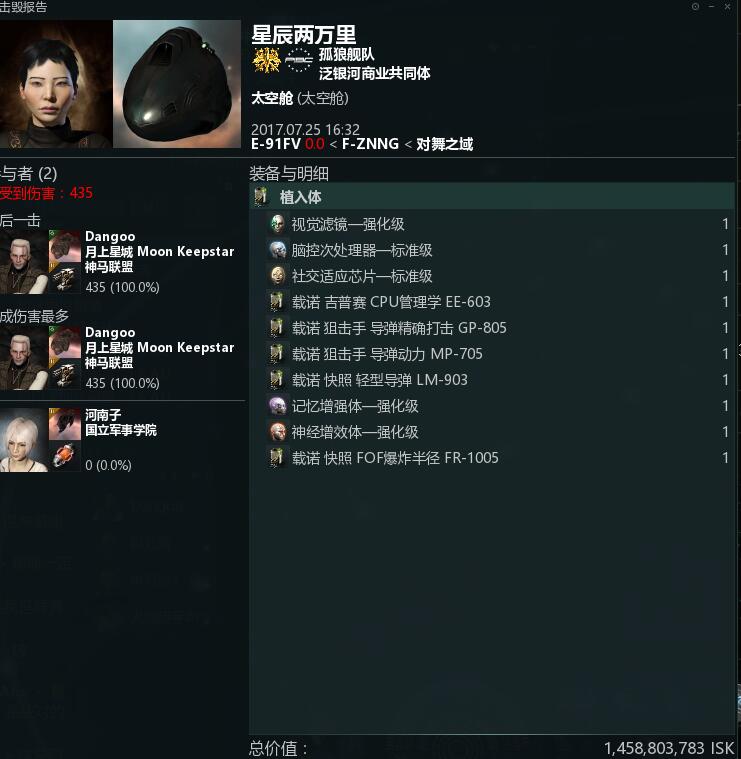 击毁报告
星辰两万里
孤狼舰队
泛银河商业共同体
太空舱 (太空舱)
2017.07.25 16:32
E-91FV 0.0 < F-ZNNG < 对舞之域
与者 (2)
受到伤害：435
后一击
Dangoo
月上星城 Moon Keepstar
神马联盟
435 (100.0%)
成伤害最多
Dangoo
月上星城 Moon Keepstar
神马联盟
435 (100.0%)
河南子
国立军事学院
0 (0.0%)
装备与明细
植入体
视觉滤镜—强化级 1
脑控次处理器—标准级 1
社交适应芯片—标准级 1
载诺 吉普赛 CPU管理学 EE-603 1
载诺 狙击手 导弹精确打击 GP-805 1
载诺 狙击手 导弹动力 MP-705 1
载诺 快照 轻型导弹 LM-903 1
记忆增强体—强化级 1
神经增效体—强化级 1
载诺 快照 FOF爆炸半径 FR-1005 1
总价值： 1,458,803,783 ISK